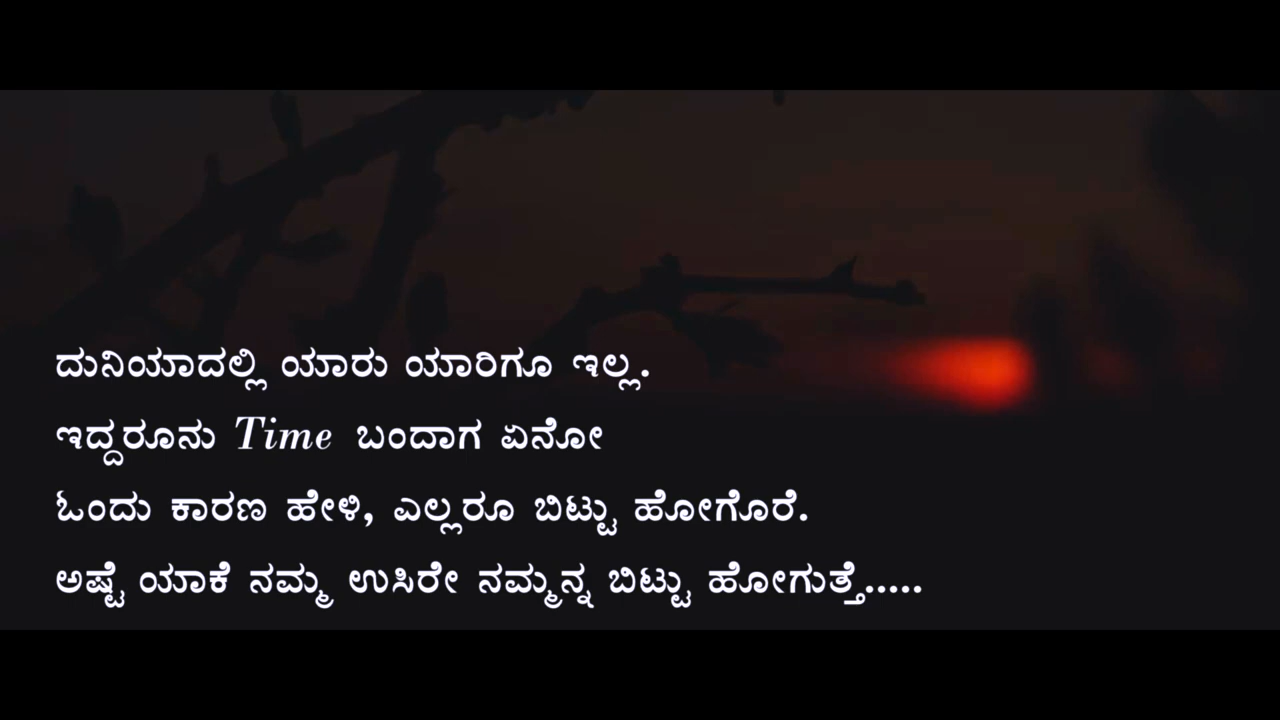 ದುನಿಯಾದಲ್ಲಿ ಯಾರು ಯಾರಿಗೂ ಇಲ್ಲ.
ಇದ್ದರೂನು Time ಬಂದಾಗ ಏನೋ
ಓಂದು ಕಾರಣ ಹೇಳಿ, ಎಲ್ಲರೂ ಬಿಟ್ಟು ಹೋಗೊರೆ.
ಅಷ್ಟೆ ಯಾಕೆ ನಮ್ಮ ಉಸಿರೇ ನಮ್ಮನ್ನ ಬಿಟ್ಟು ಹೋಗುತ್ತೆ.....